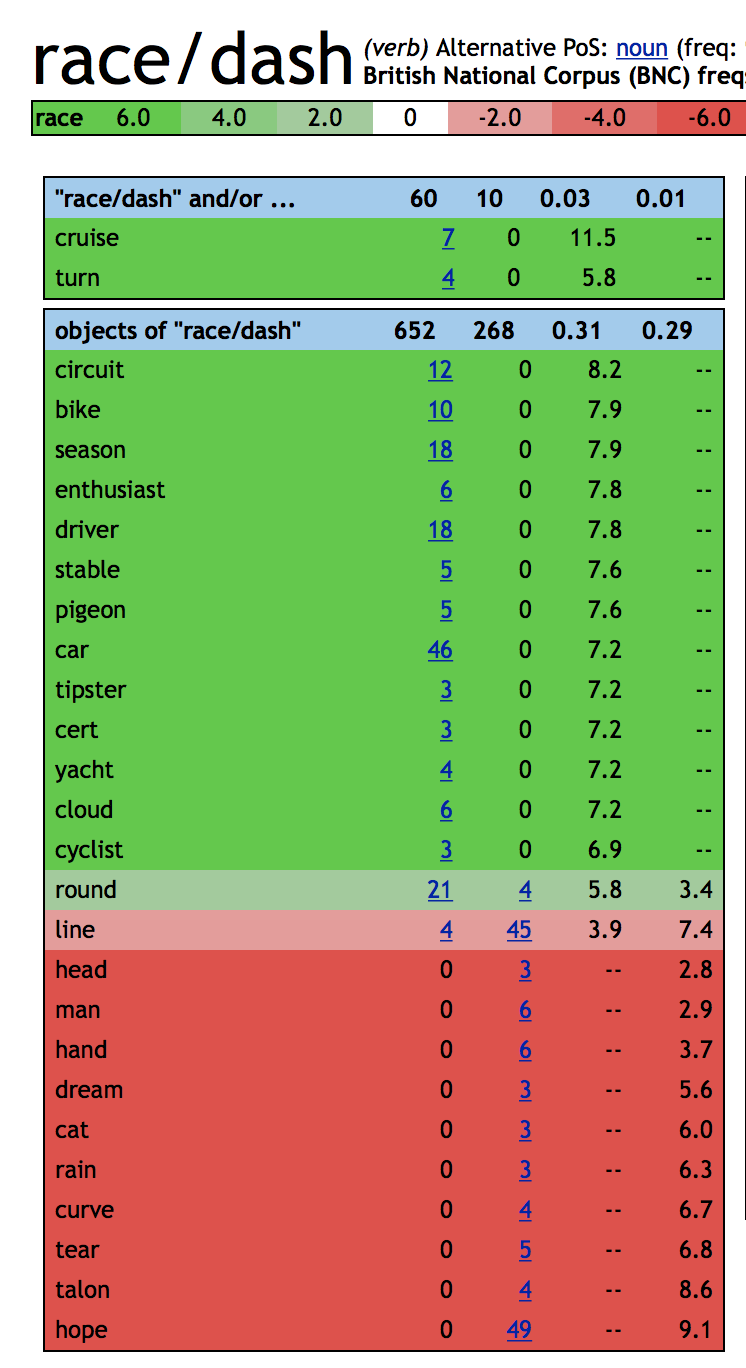 race/dash (verb) Alternative PoS: noun (freq:
British National Corpus (BNC)
race 6.0 4.0 2.0 0 -2.0 -4.0 -6.0
"race/dash" and/or ... 60 10 0.03 0.01
cruise 7 0 11.5 --
turn 4 0 5.8 --
objects of "race/dash" 652 268 0.31 0.29
circuit 12 0 8.2 --
bike 10 0 7.9 --
season 18 0 7.9 --
enthusiast 6 0 7.8 --
driver 18 0 7.8 --
stable 5 0 7.6 --
pigeon 5 0 7.6 --
car 46 0 7.2 --
tipster 3 0 7.2 --
cert 3 0 7.2 --
yacht 4 0 7.2 --
cloud 6 0 7.2 --
cyclist 3 0 6.9 --
round 21 4 5.8 3.4
line 4 45 3.9 7.4
head 0 3 -- 2.8
man 0 6 -- 2.9
hand 0 6 -- 3.7
dream 0 3 -- 5.6
cat 0 3 -- 6.0
rain 0 3 -- 6.3
curve 0 4 -- 6.7
tear 0 5 -- 6.8
talon 0 4 -- 8.6
hope 0 49 -- 9.1